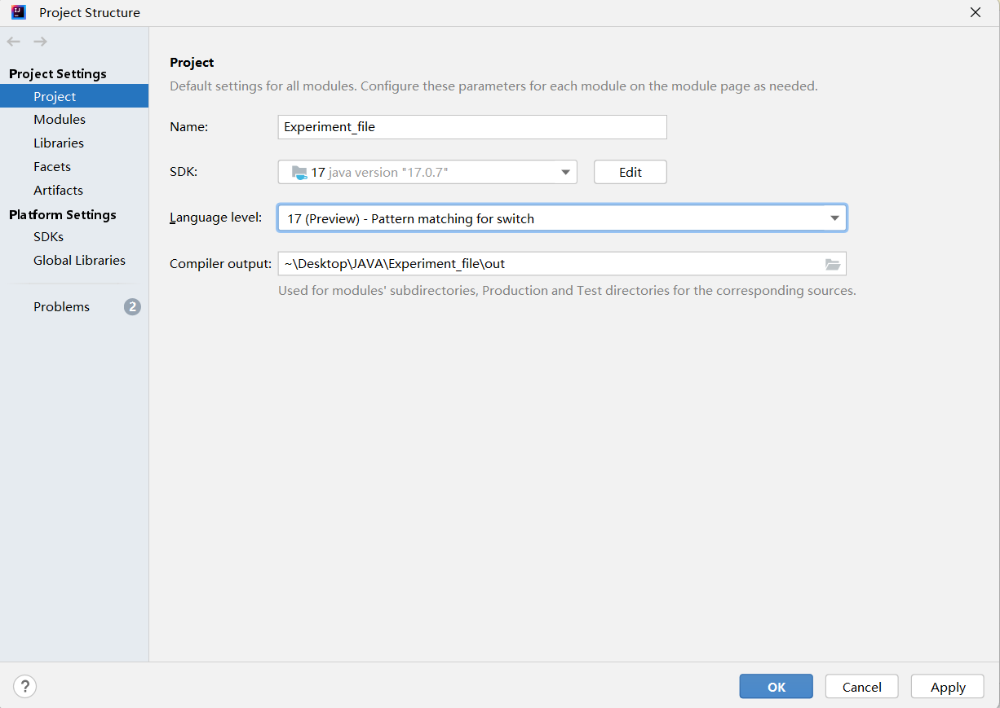 Project Structure
Project Settings
Project
Modules
Libraries
Facets
Artifacts
Platform Settings
SDKs
Global Libraries
Problems 2
Project
Default settings for all modules. Configure these parameters for each module on the module page as needed.
Name: Experiment_file
SDK: 17 java version "17.0.7" Edit
Language level: 17 (Preview) - Pattern matching for switch
Compiler output: ~\Desktop\JAVA\Experiment_file\out
Used for modules' subdirectories, Production and Test directories for the corresponding sources.
? OK Cancel Apply